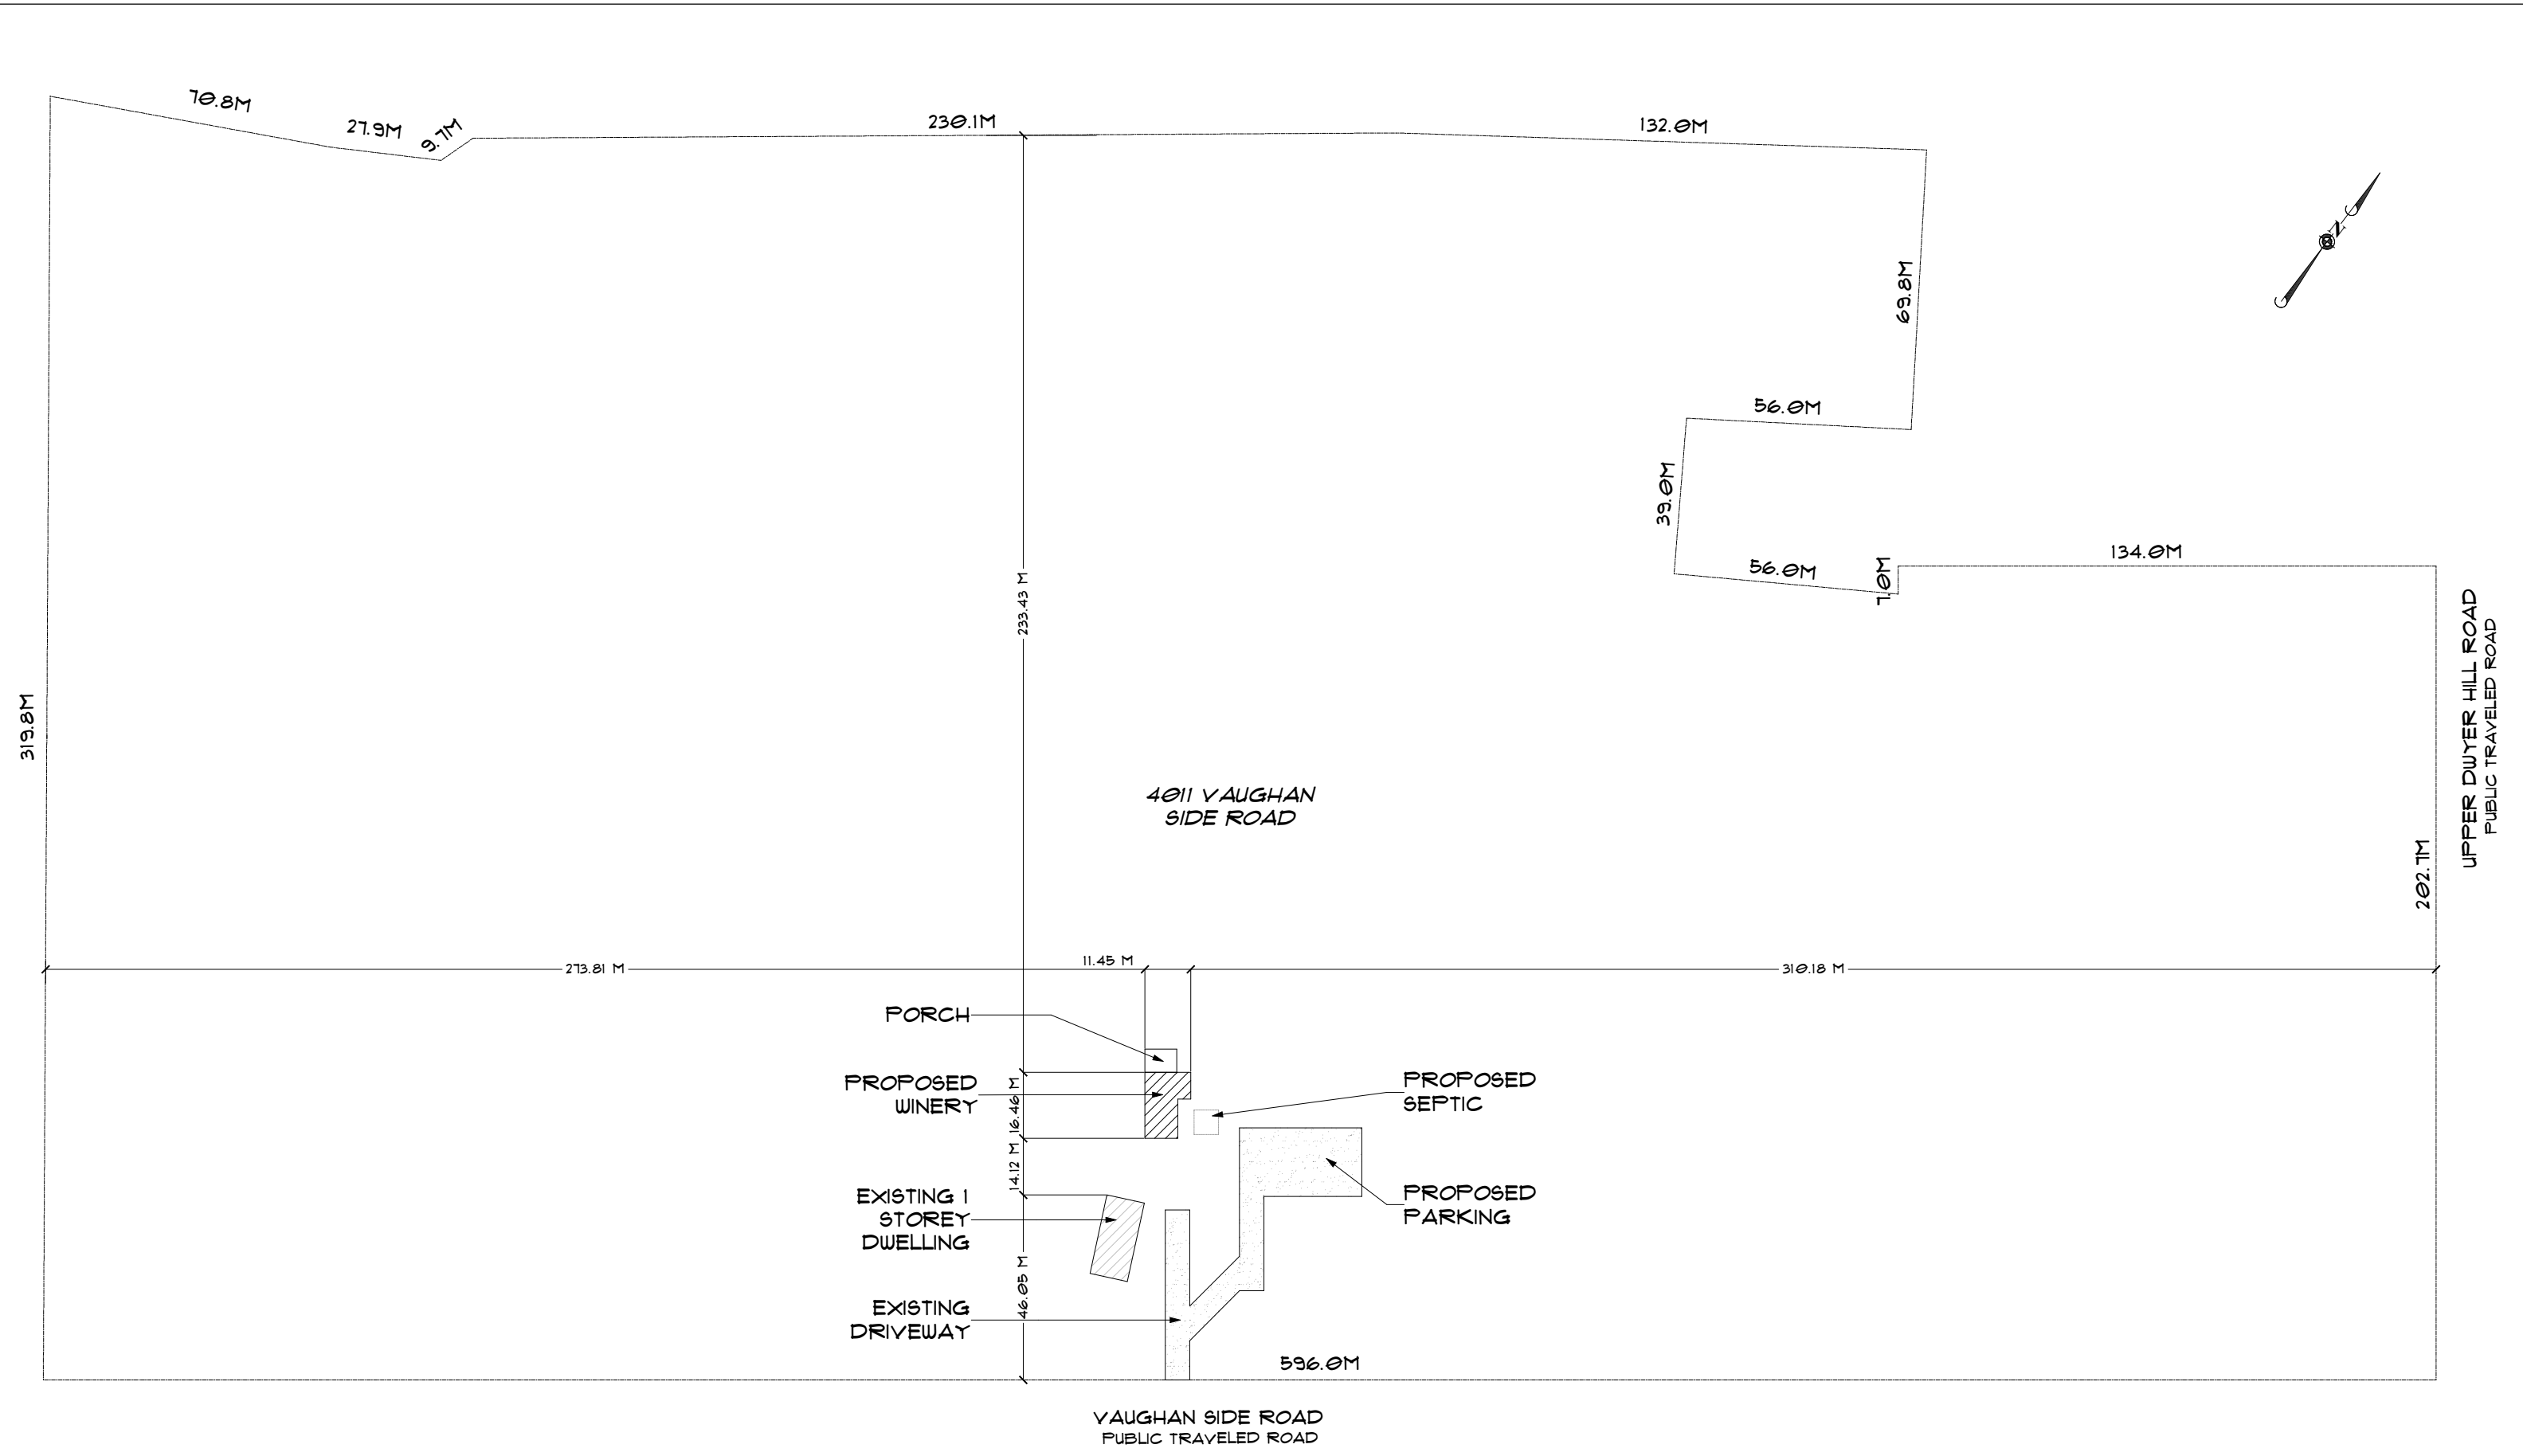 70.8M
27.9M
9.7M
230.1M
132.0M
N
69.8M
56.0M
39.0M
56.0M
7.0M
134.0M
233.43 M
319.8M
UPPER DWYER HILL ROAD
PUBLIC TRAVELED ROAD
4011 VAUGHAN
SIDE ROAD
202.7M
273.81 M
11.45 M
310.18 M
PORCH
PROPOSED
WINERY
16.46 M
PROPOSED
SEPTIC
14.12 M
EXISTING 1
STOREY
DWELLING
PROPOSED
PARKING
46.05 M
EXISTING
DRIVEWAY
596.0M
VAUGHAN SIDE ROAD
PUBLIC TRAVELED ROAD